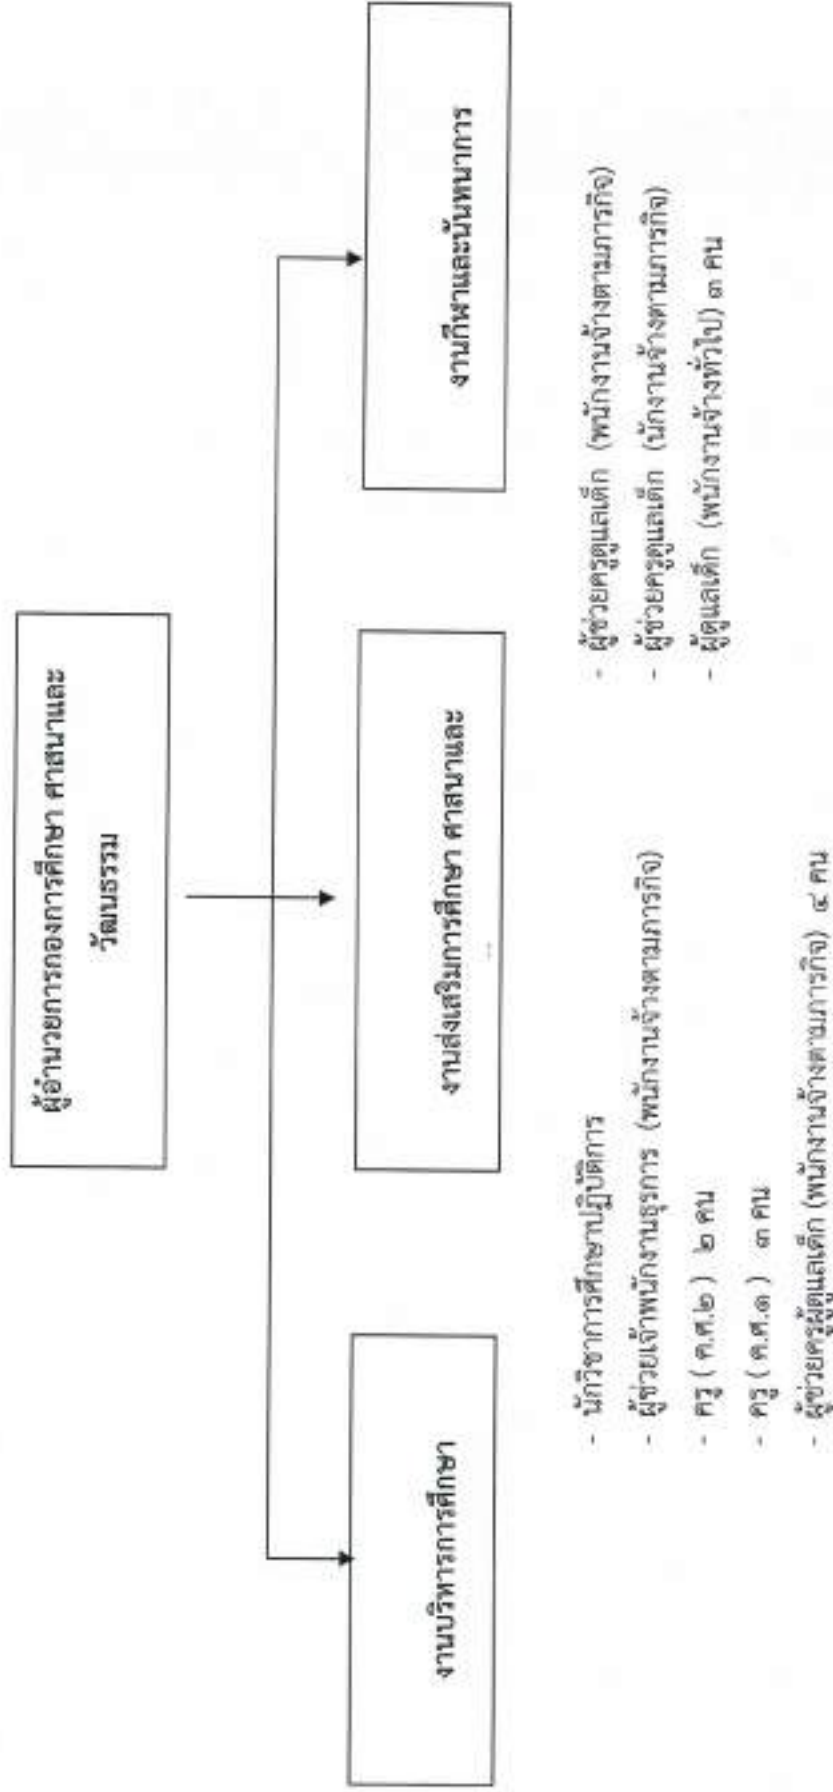 ผู้อำนวยการกองการศึกษา ศาสนาและ
วัฒนธรรม
งานบริหารการศึกษา
งานส่งเสริมการศึกษา ศาสนาและ
งานกีฬาและนันทนาการ
- นักวิชาการศึกษาปฏิบัติการ
- ผู้ช่วยเจ้าพนักงานธุรการ (พนักงานจ้างตามภารกิจ)
- ครู ( ค.ศ.๒ ) ๒ คน
- ครู ( ค.ศ.๑ ) ๓ คน
- ผู้ช่วยครูผู้ดูแลเด็ก (พนักงานจ้างตามภารกิจ) ๔ คน
- ผู้ช่วยครูดูแลเด็ก (พนักงานจ้างตามภารกิจ)
- ผู้ช่วยครูดูแลเด็ก (นักงานจ้างตามภารกิจ)
- ผู้ดูแลเด็ก (พนักงานจ้างทั่วไป) ๓ คน